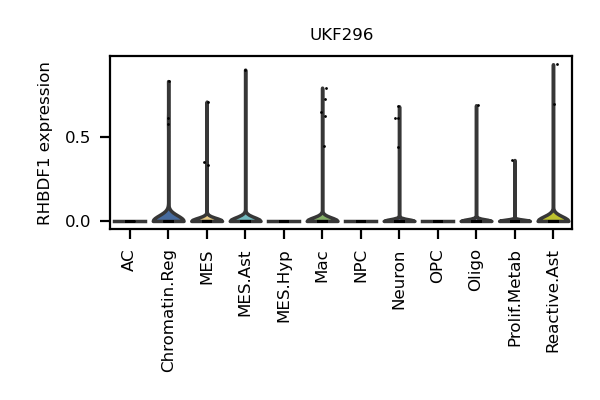 UKF296
RHBDF1 expression
0.5
0.0
AC
Chromatin.Reg
MES
MES.Ast
MES.Hyp
Mac
NPC
Neuron
OPC
Oligo
Prolif.Metab
Reactive.Ast